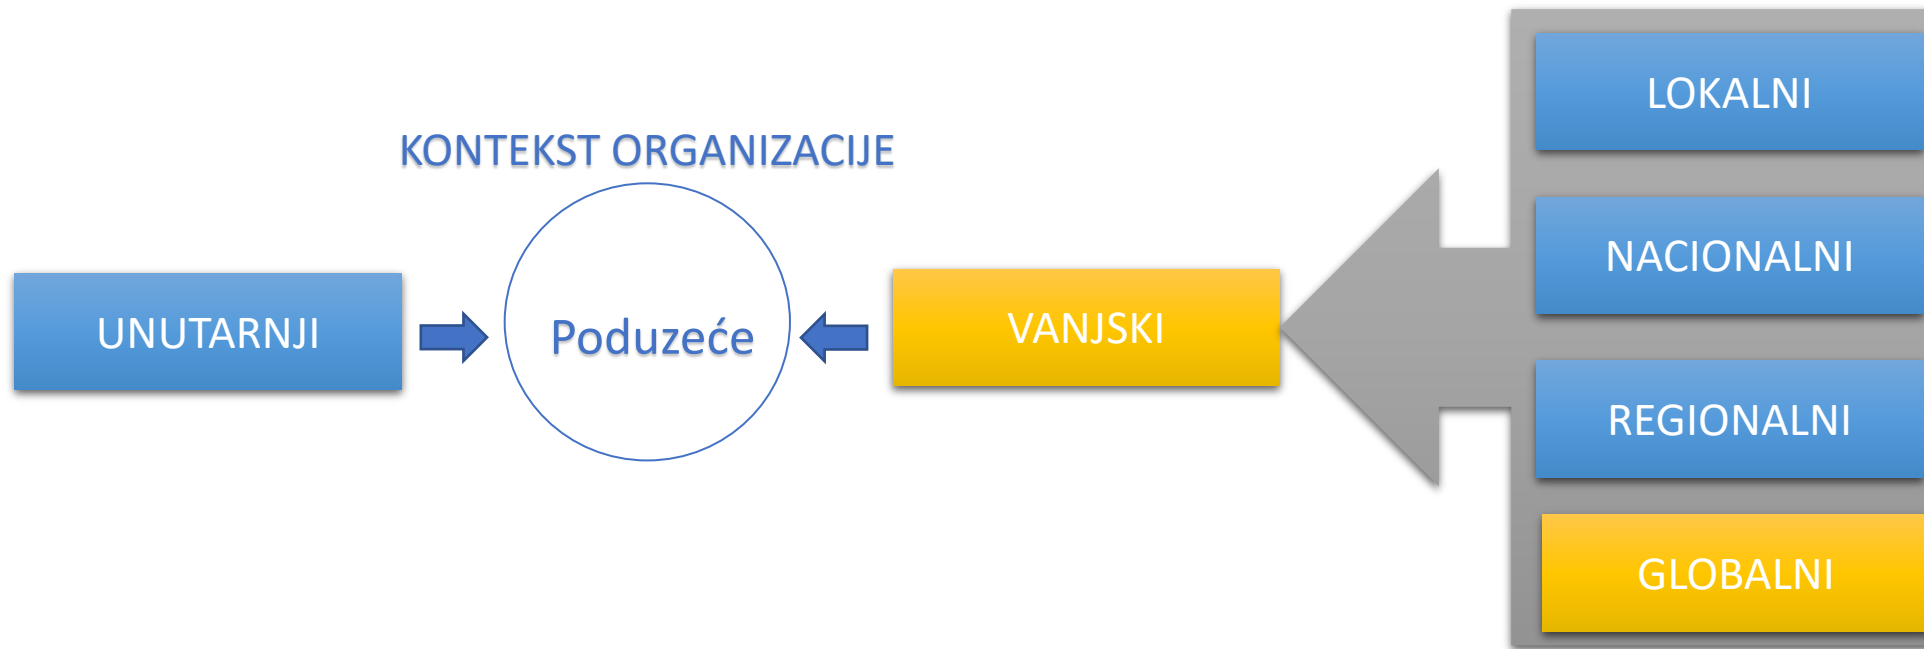 KONTEKST ORGANIZACIJE
UNUTARNJI
Poduzeće
VANJSKI
LOKALNI
NACIONALNI
REGIONALNI
GLOBALNI